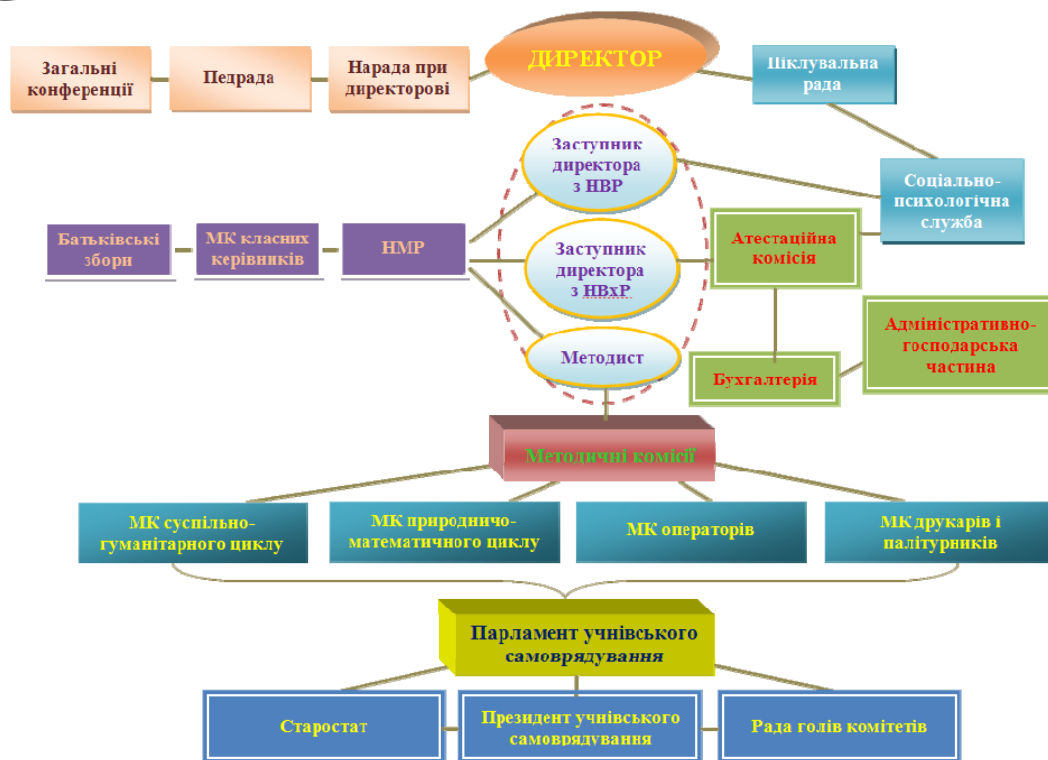 ДИРЕКТОР
Загальні
конференції
Педрада
Нарада при
директорові
Піклувальна
рада
Заступник
директора
з НВР
Соціально-
психологічна
служба
Батьківські
збори
МК класних
керівників
НМР
Заступник
директора
з НВхР
Атестаційна
комісія
Методист
Бухгалтерія
Адміністративно-
господарська
частина
Методичні комісії
МК суспільно-
гуманітарного циклу
МК природничо-
математичного циклу
МК операторів
МК друкарів і
палітурників
Парламент учнівського
самоврядування
Старостат
Президент учнівського
самоврядування
Рада голів комітетів